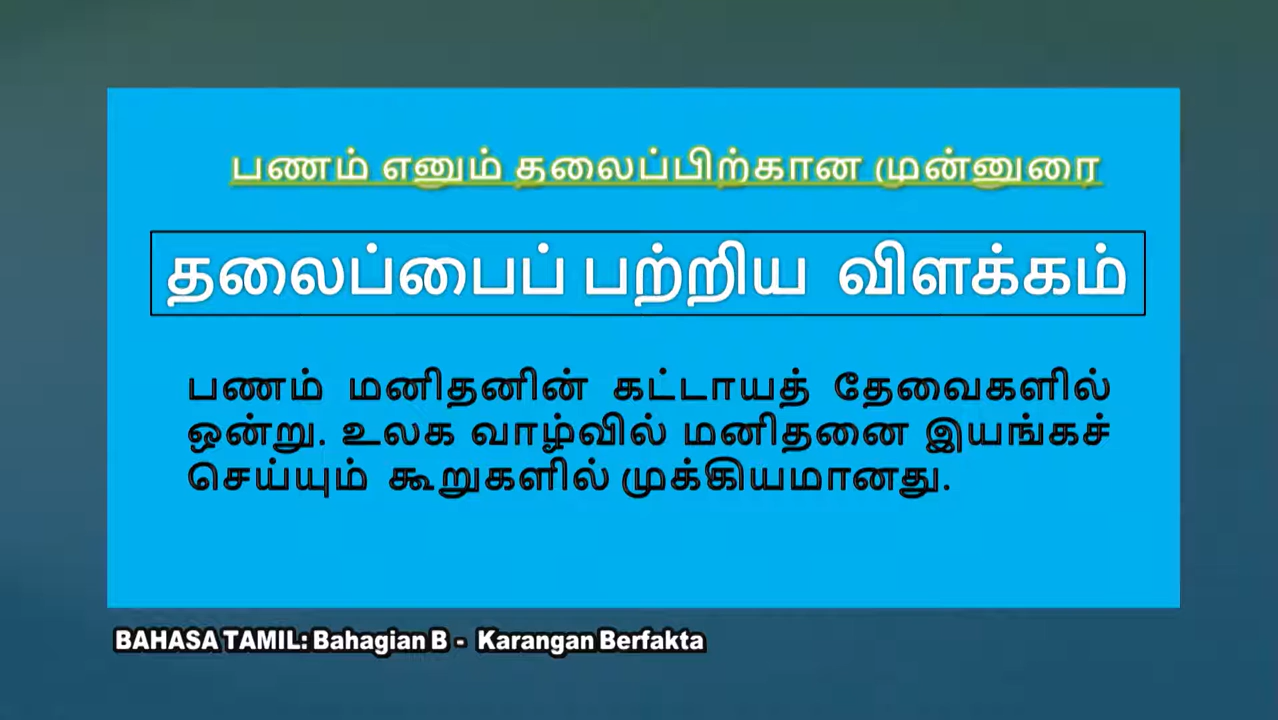 பணம் எனும் தலைப்பிற்கான முன்னுரை
தலைப்பைப் பற்றிய விளக்கம்
பணம் மனிதனின் கட்டாயத் தேவைகளில்
ஒன்று. உலக வாழ்வில் மனிதனை இயங்கச்
செய்யும் கூறுகளில் முக்கியமானது.
BAHASA TAMIL: Bahagian B - Karangan Berfakta